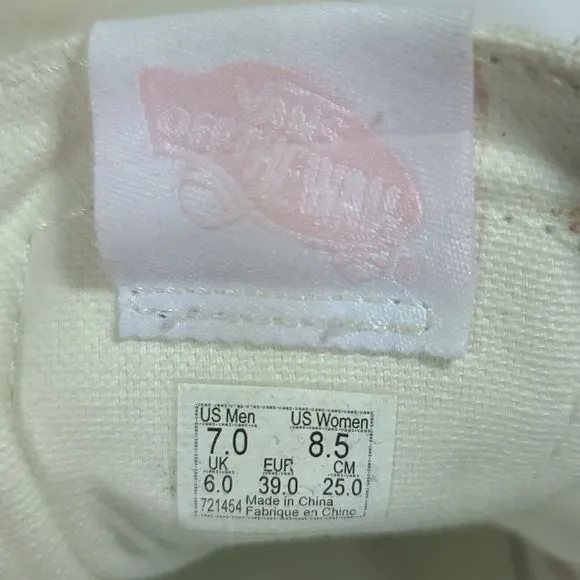 VANS
OFF THE WALL
US Men US Women
7.0 8.5
UK EUR CM
6.0 39.0 25.0
721454 Made in China
Fabrique en Chine